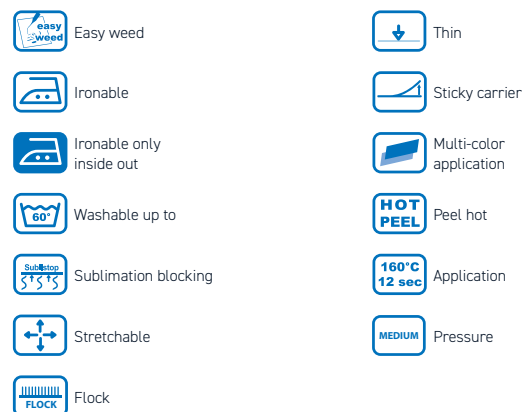 easy
weed
Easy weed
Ironable
Ironable only
inside out
60°
Washable up to
Substop
Sublimation blocking
Stretchable
FLOCK
Flock
Thin
Sticky carrier
Multi-color
application
HOT
PEEL
Peel hot
160°C
12 sec
Application
MEDIUM
Pressure